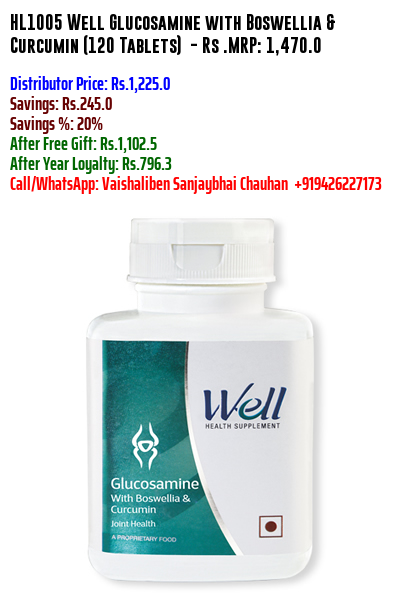 HL1005 Well Glucosamine with Boswellia &
Curcumin (120 Tablets) - Rs .MRP: 1,470.0
Distributor Price: Rs.1,225.0
Savings: Rs.245.0
Savings %: 20%
After Free Gift: Rs.1,102.5
After Year Loyalty: Rs.796.3
Call/WhatsApp: Vaishaliben Sanjaybhai Chauhan +919426227173
Well
HEALTH SUPPLEMENT
Glucosamine
With Boswellia &
Curcumin
Joint Health
A PROPRIETARY FOOD